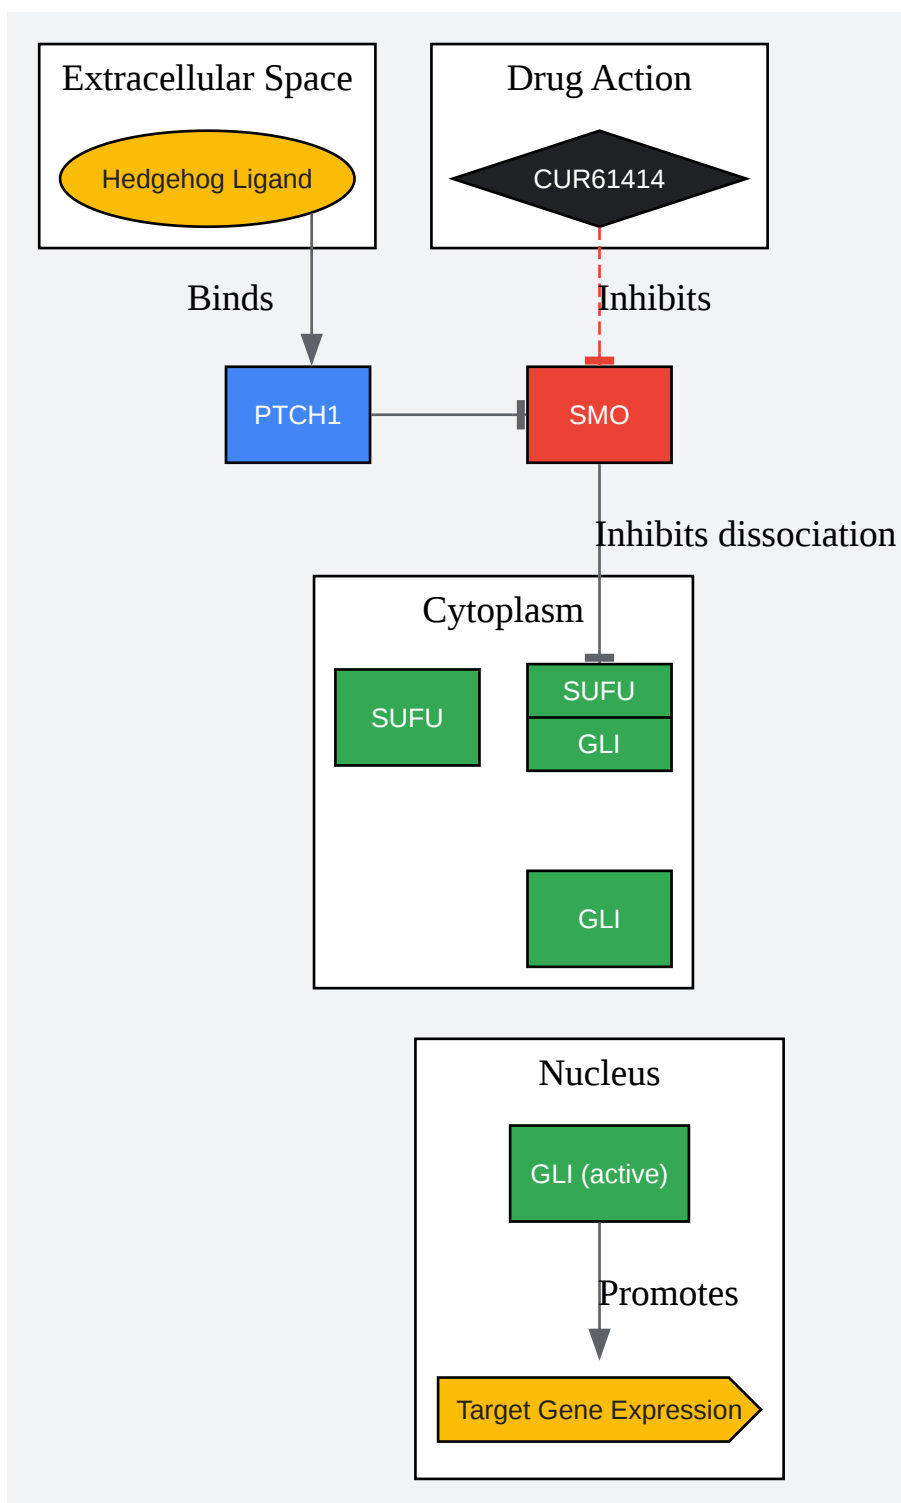 Extracellular Space
Drug Action
Hedgehog Ligand
CUR61414
Binds
Inhibits
PTCH1
SMO
Inhibits dissociation
Cytoplasm
SUFU
SUFU
GLI
GLI
Nucleus
GLI (active)
Promotes
Target Gene Expression